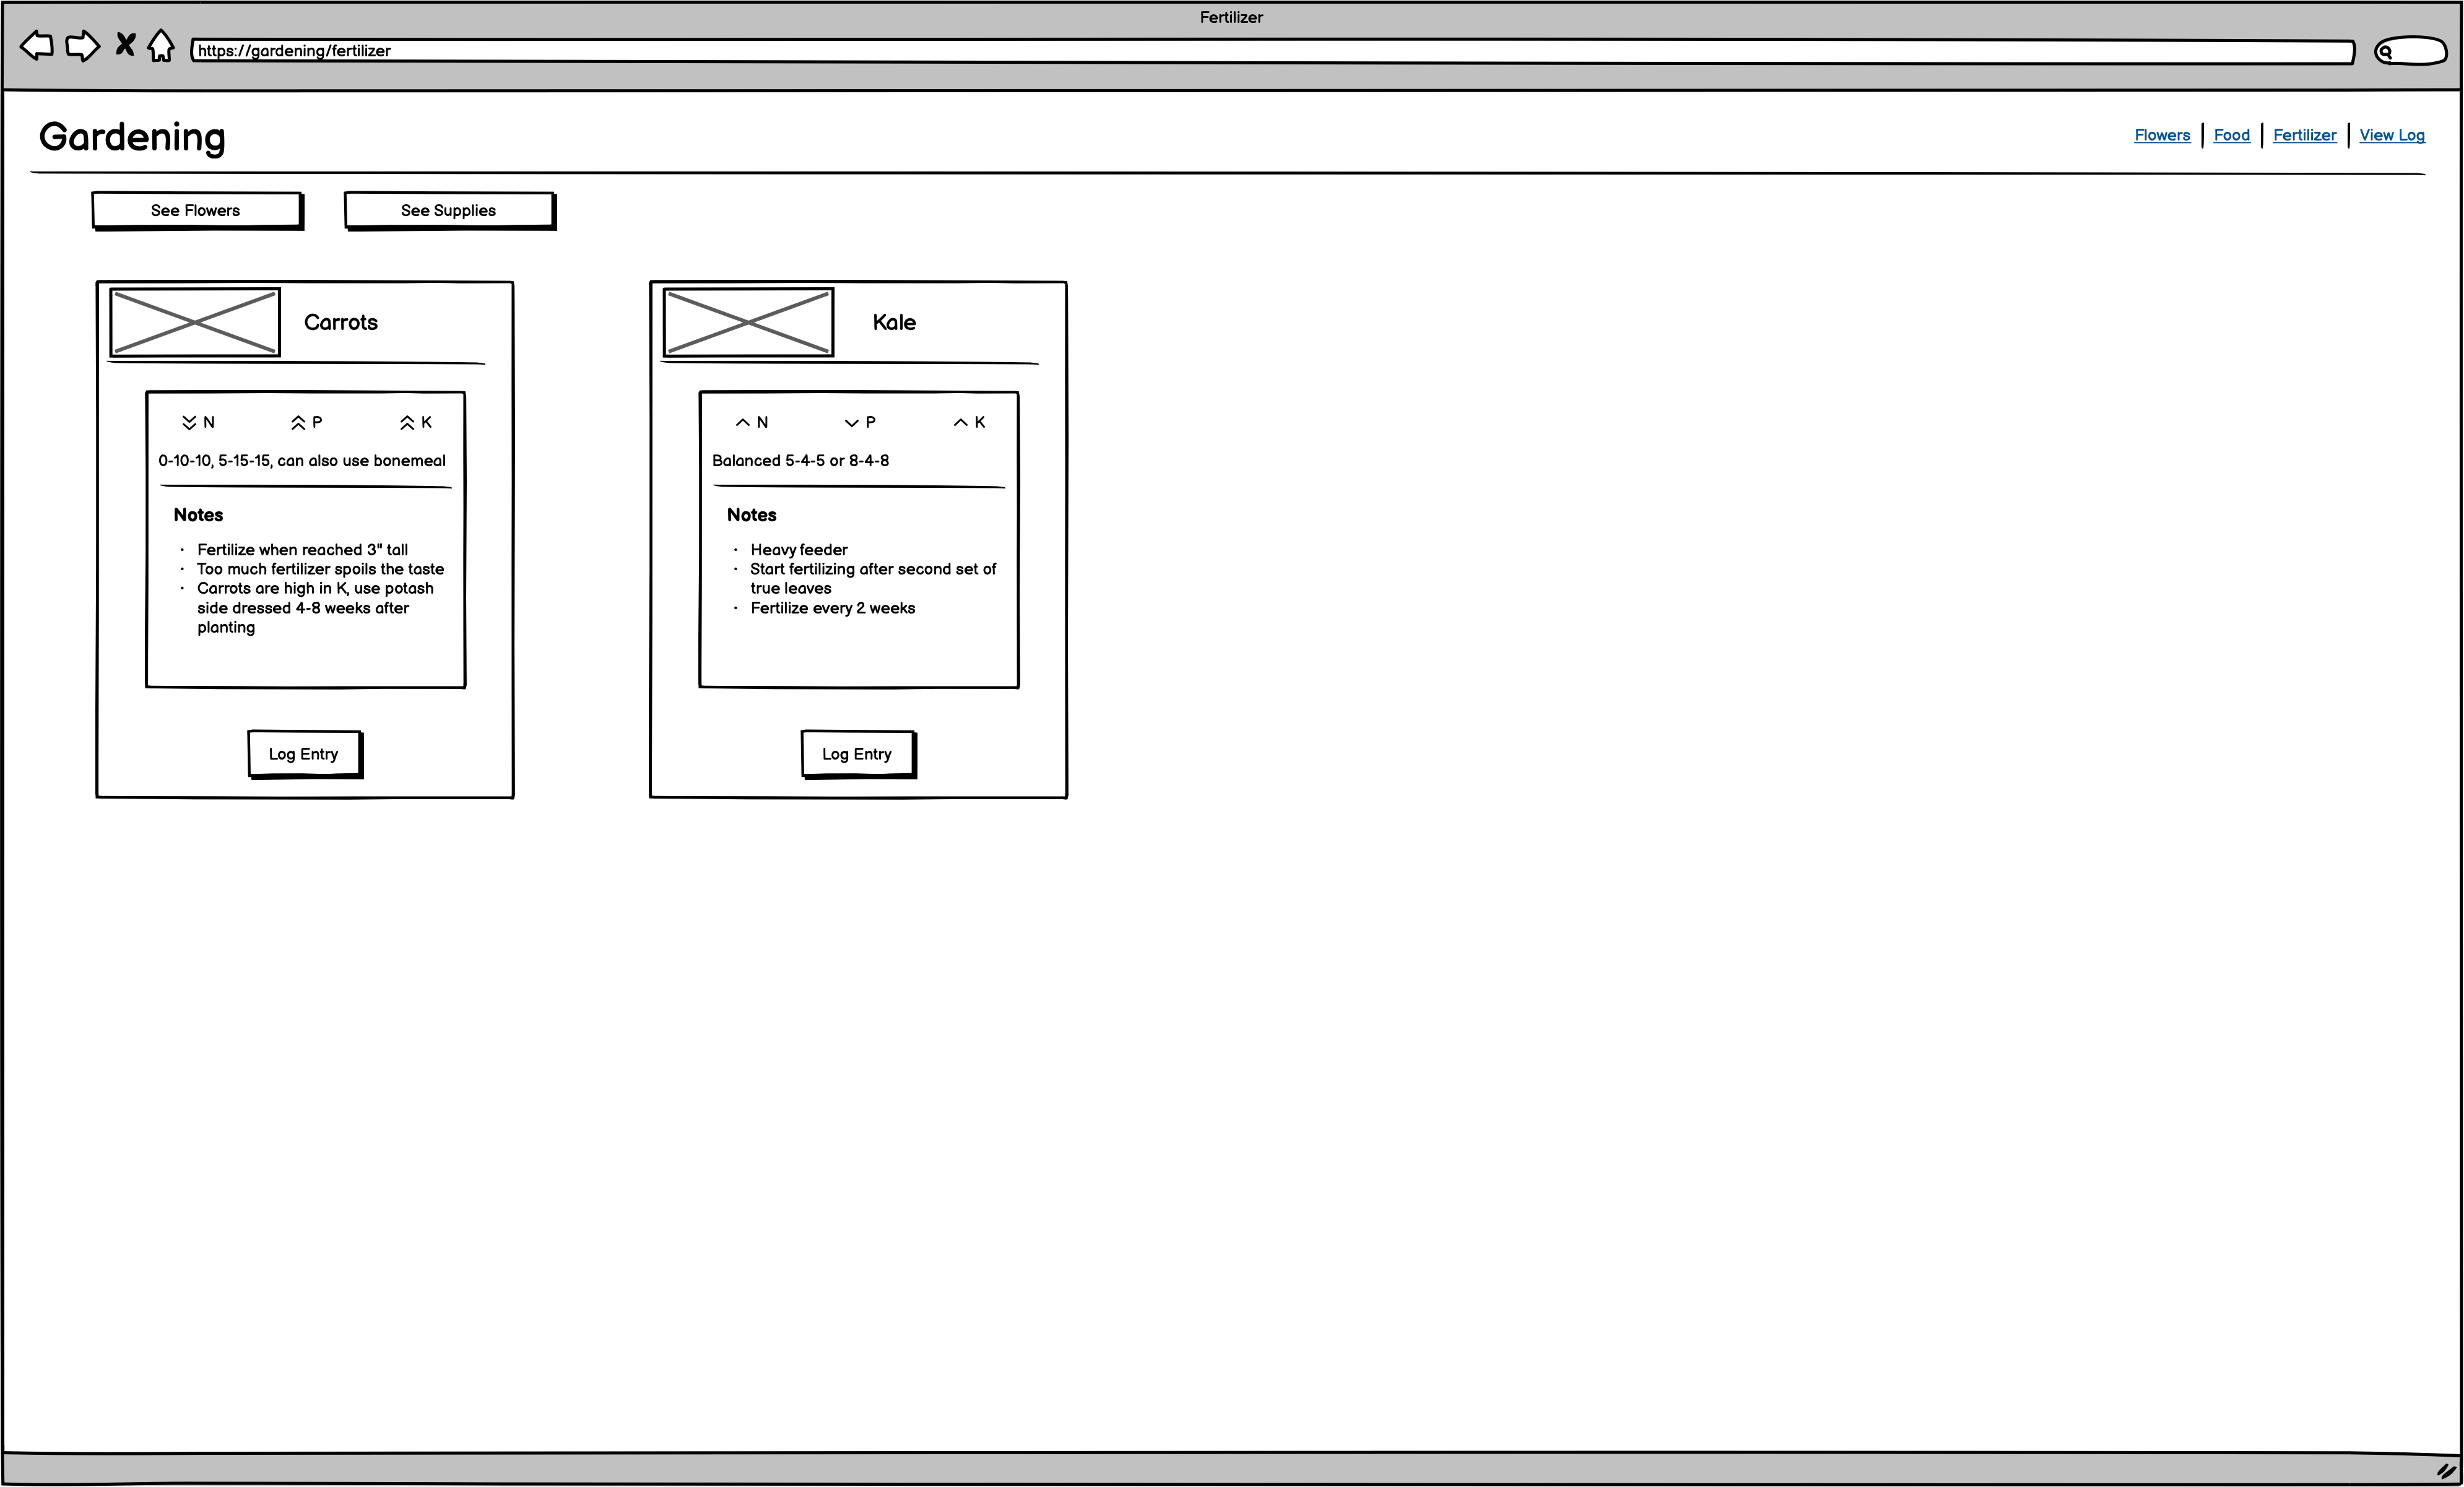 Fertilizer
https://gardening/fertilizer
Gardening
Flowers | Food | Fertilizer | View Log
See Flowers
See Supplies
Carrots
N P K
0-10-10, 5-15-15, can also use bonemeal
Notes
· Fertilize when reached 3" tall
· Too much fertilizer spoils the taste
· Carrots are high in K, use potash
side dressed 4-8 weeks after
planting
Log Entry
Kale
N P K
Balanced 5-4-5 or 8-4-8
Notes
· Heavy feeder
· Start fertilizing after second set of
true leaves
· Fertilize every 2 weeks
Log Entry